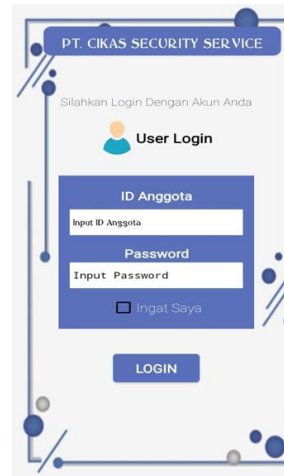 PT. CIKAS SECURITY SERVICE
Silahkan Login Dengan Akun Anda
User Login
ID Anggota
Input ID Anggota
Password
Input Password
Ingat Saya
LOGIN